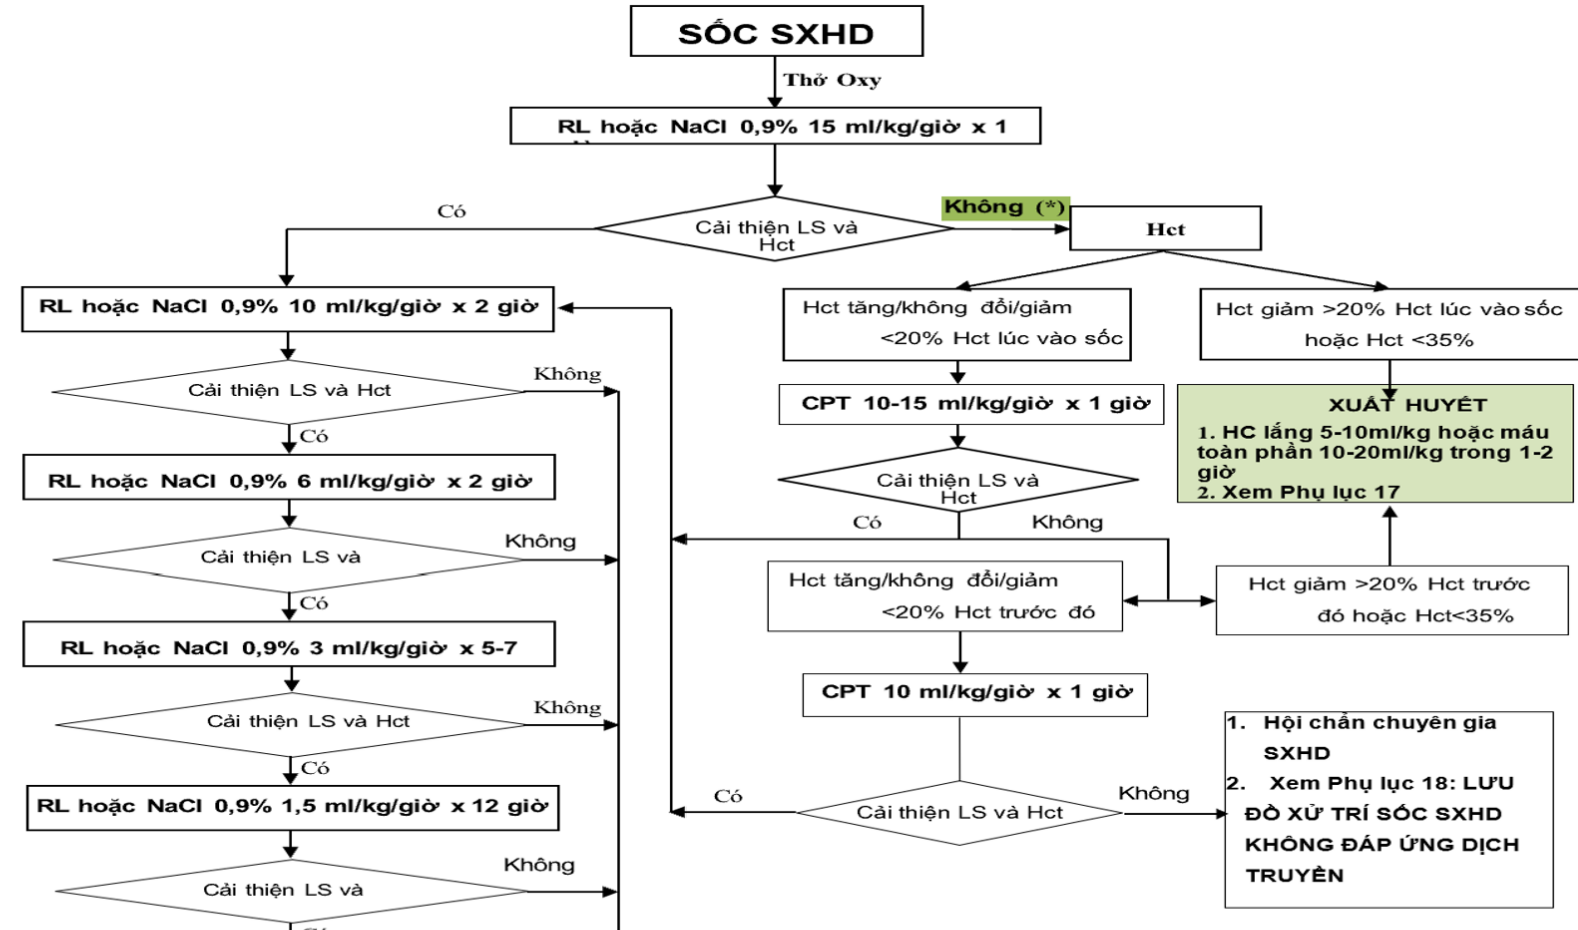 SỐC SXHD
Thở Oxy
RL hoặc NaCl 0,9% 15 ml/kg/giờ x 1
Cải thiện LS và
Hct
Có
Không (*)
Hct
RL hoặc NaCl 0,9% 10 ml/kg/giờ x 2 giờ
Hct tăng/không đổi/giảm
<20% Hct lúc vào sốc
Hct giảm >20% Hct lúc vào sốc
hoặc Hct <35%
Cải thiện LS và Hct
Không
Có
CPT 10-15 ml/kg/giờ x 1 giờ
XUẤT HUYẾT
1. HC lắng 5-10ml/kg hoặc máu
toàn phần 10-20ml/kg trong 1-2
giờ
2. Xem Phụ lục 17
RL hoặc NaCl 0,9% 6 ml/kg/giờ x 2 giờ
Cải thiện LS và
Hct
Có
Không
Cải thiện LS và
Không
Có
Hct tăng/không đổi/giảm
<20% Hct trước đó
Hct giảm >20% Hct trước
đó hoặc Hct<35%
RL hoặc NaCl 0,9% 3 ml/kg/giờ x 5-7
CPT 10 ml/kg/giờ x 1 giờ
Cải thiện LS và Hct
Không
Có
RL hoặc NaCl 0,9% 1,5 ml/kg/giờ x 12 giờ
Cải thiện LS và Hct
Có
Không
1. Hội chẩn chuyên gia
SXHD
2. Xem Phụ lục 18: LƯU
ĐỒ XỬ TRÍ SỐC SXHD
KHÔNG ĐÁP ỨNG DỊCH
TRUYỀN
Cải thiện LS và
Không